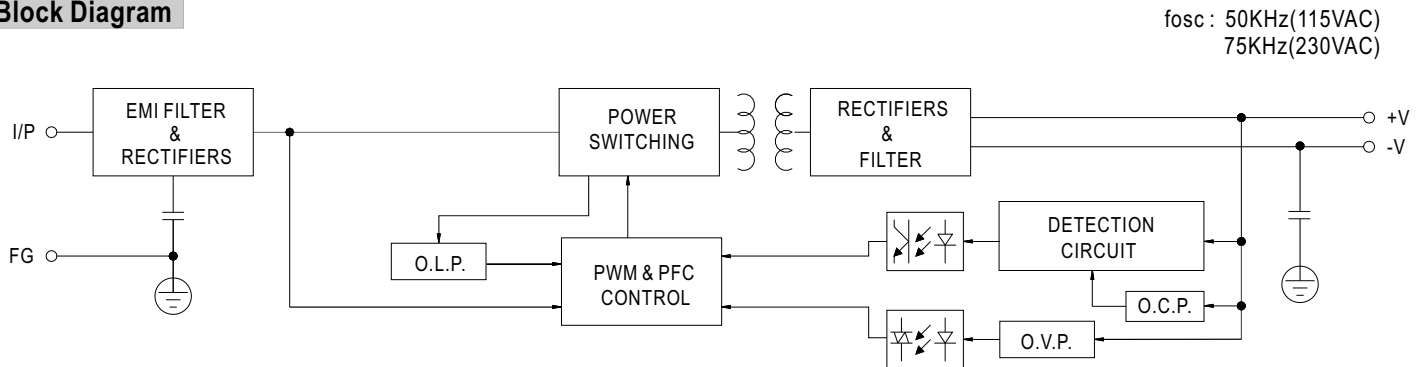 Block Diagram
fosc : 50KHz(115VAC)
75KHz(230VAC)
I/P
EMI FILTER
&
RECTIFIERS
POWER
SWITCHING
RECTIFIERS
&
FILTER
+V
-V
FG
O.L.P.
PWM & PFC
CONTROL
DETECTION
CIRCUIT
O.C.P.
O.V.P.